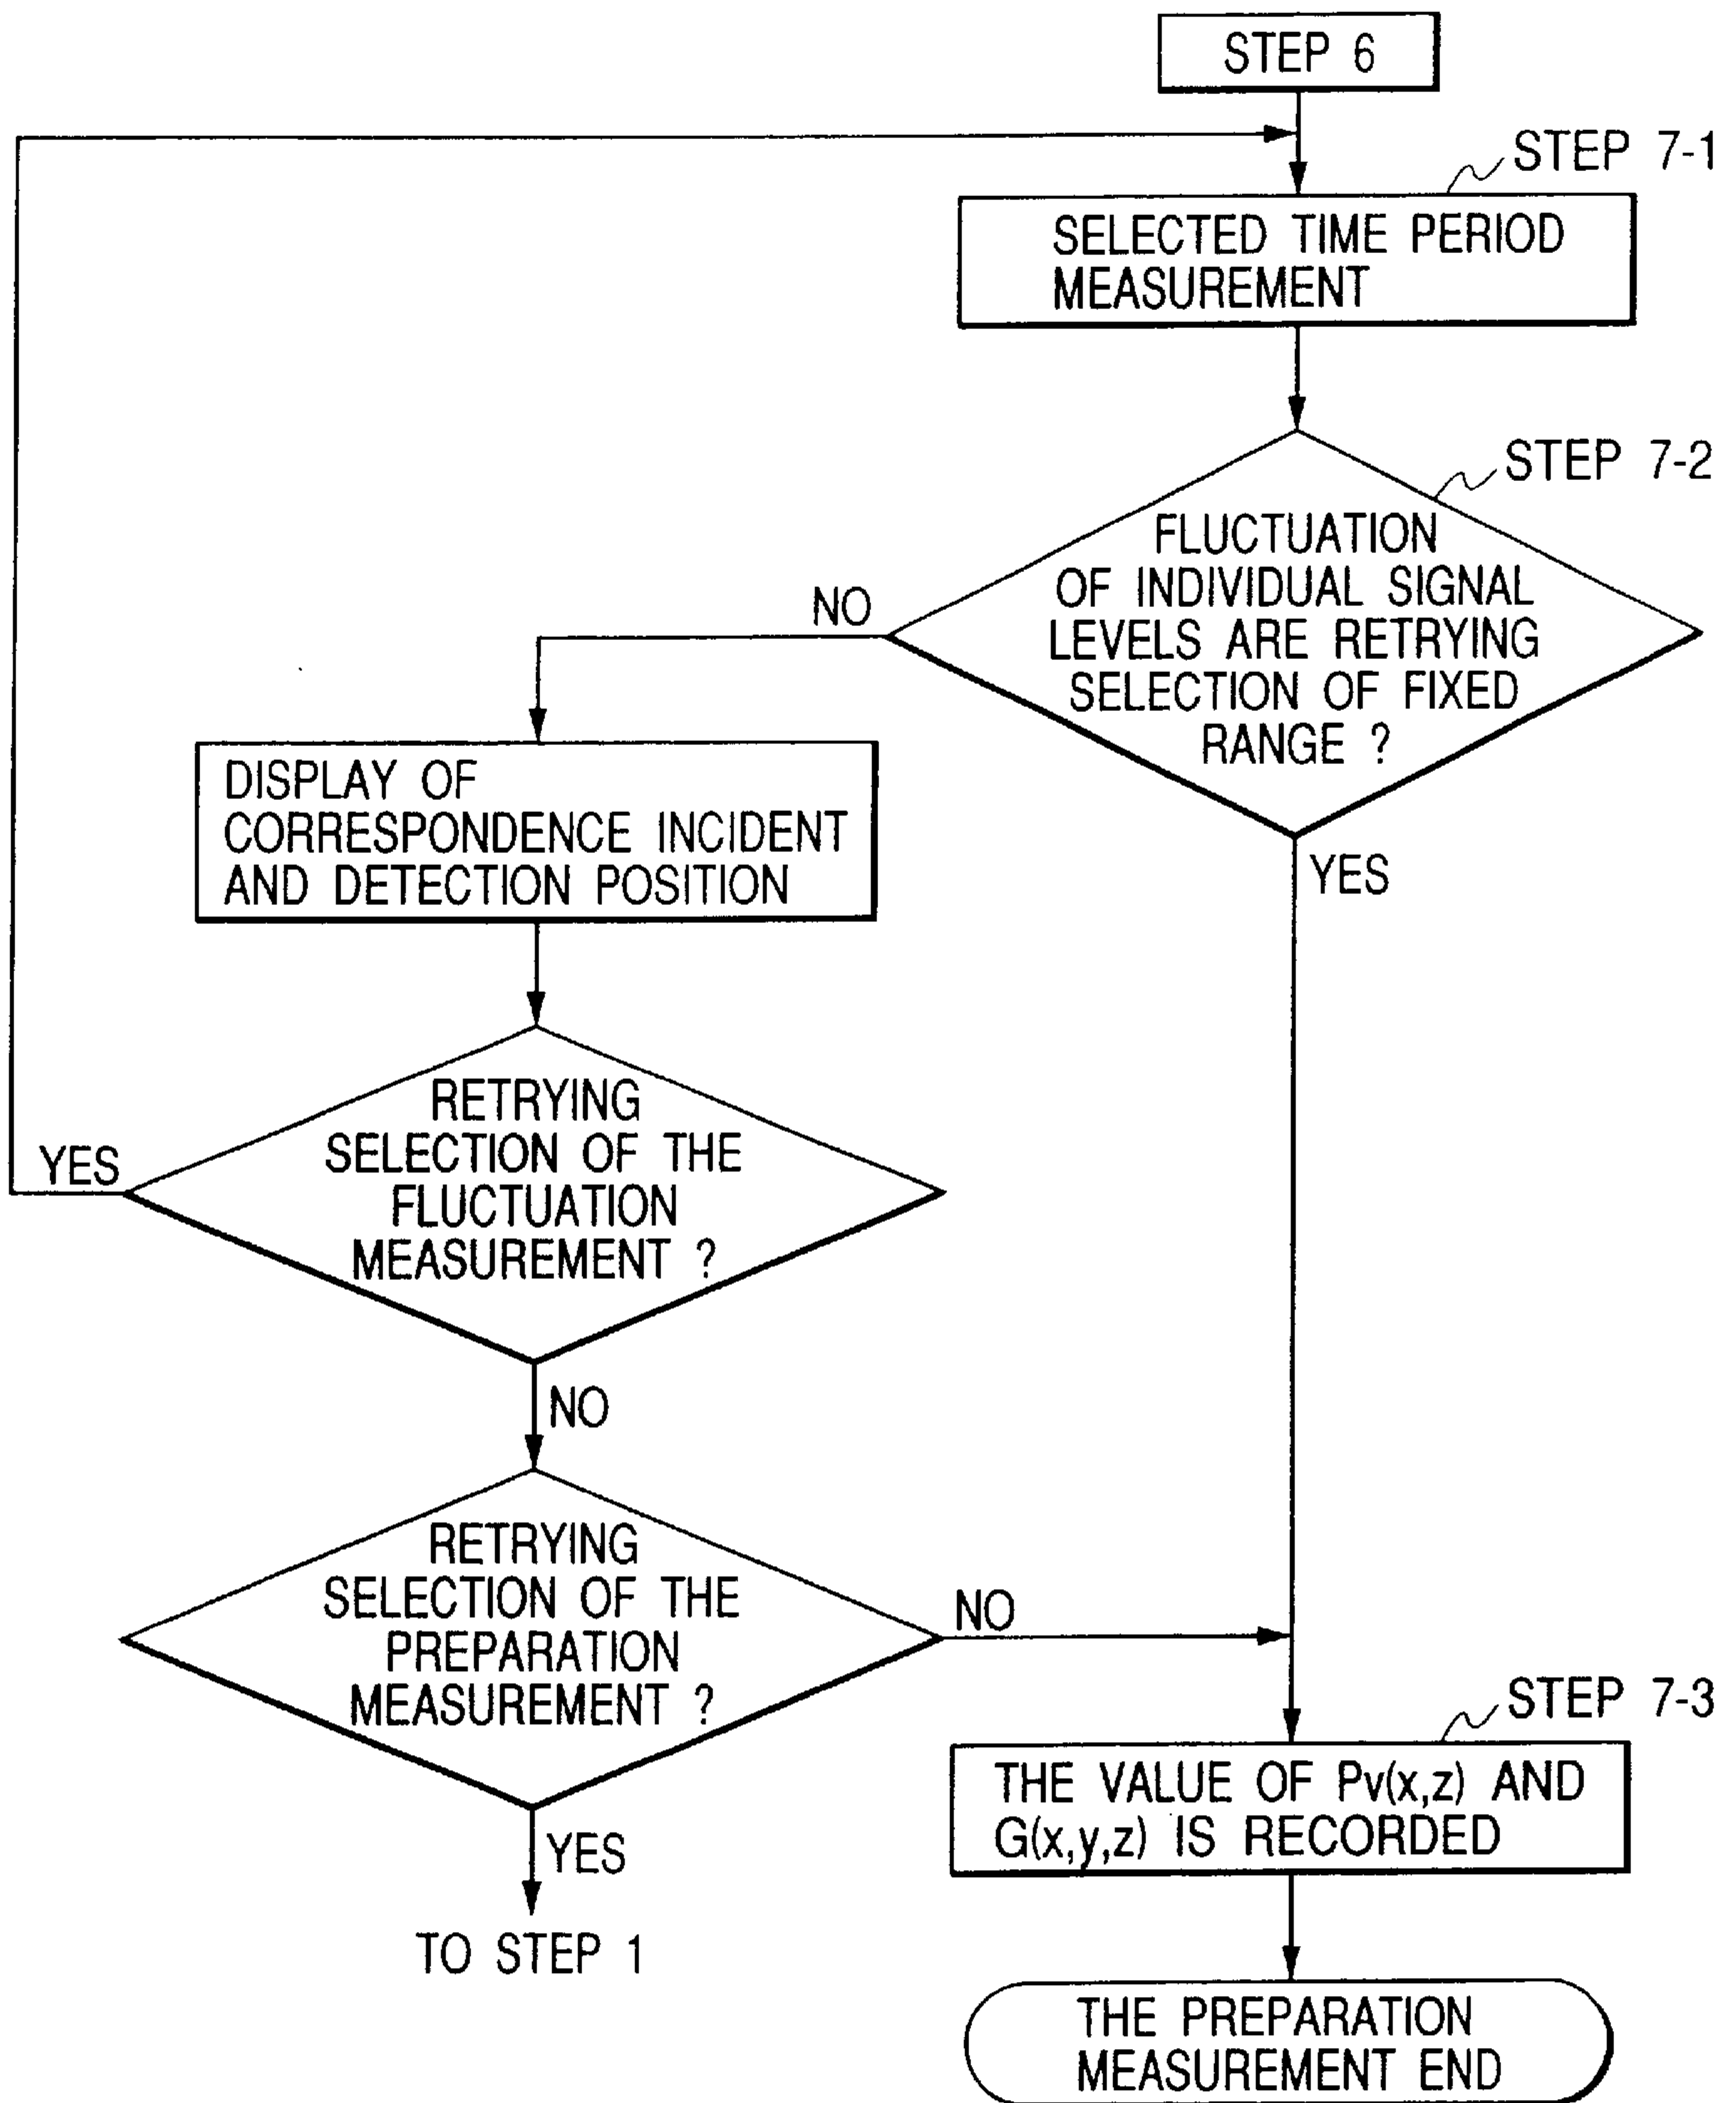 STEP 6
STEP 7-1
SELECTED TIME PERIOD
MEASUREMENT
STEP 7-2
FLUCTUATION
OF INDIVIDUAL SIGNAL
LEVELS ARE RETRYING
SELECTION OF FIXED
RANGE ?
NO
YES
DISPLAY OF
CORRESPONDENCE INCIDENT
AND DETECTION POSITION
RETRYING
SELECTION OF THE
FLUCTUATION
MEASUREMENT ?
YES
NO
RETRYING
SELECTION OF THE
PREPARATION
MEASUREMENT ?
NO
YES
TO STEP 1
STEP 7-3
THE VALUE OF Pv(x,z) AND
G(x,y,z) IS RECORDED
THE PREPARATION
MEASUREMENT END